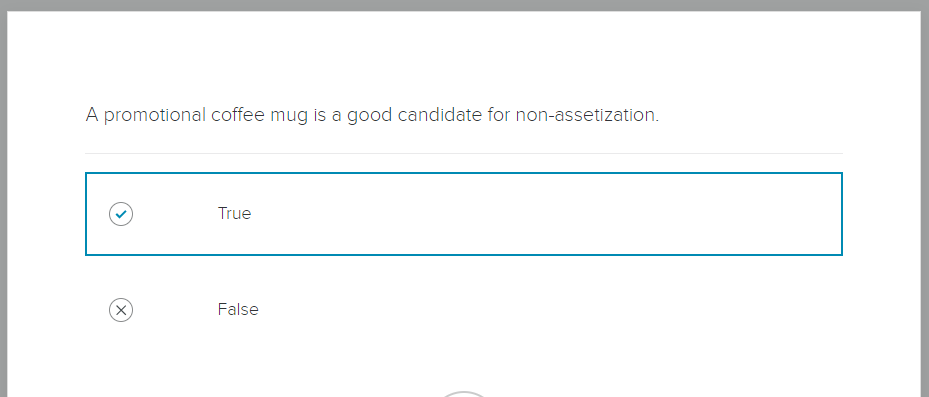 A promotional coffee mug is a good candidate for non-assetization.
True
False